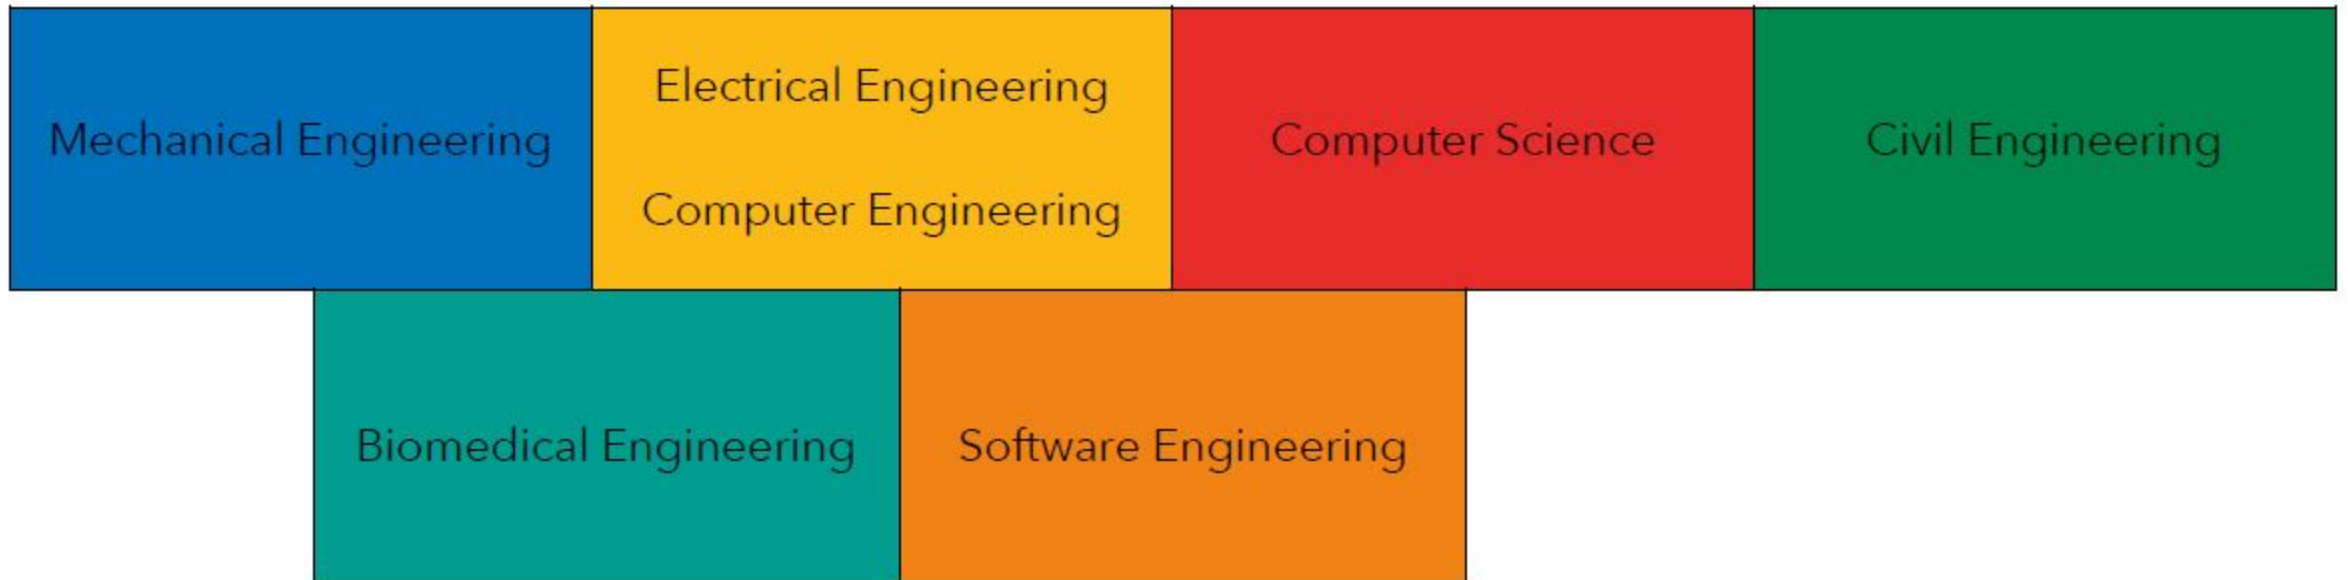 Mechanical Engineering
Electrical Engineering
Computer Engineering
Computer Science
Civil Engineering
Biomedical Engineering
Software Engineering